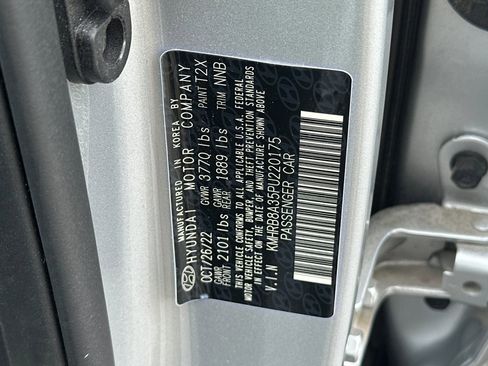 MANUFACTURED IN KOREA BY
HYUNDAI MOTOR COMPANY
OCT/26/22 GVWR 3770 lbs PAINT T2X
GAWR FRONT 2101 lbs GAWR REAR 1889 lbs TRIM NNB
THIS VEHICLE CONFORMS TO ALL APPLICABLE U.S.A. FEDERAL
MOTOR VEHICLE SAFETY, BUMPER, AND THEFT PREVENTION STANDARDS
IN EFFECT ON THE DATE OF MANUFACTURE SHOWN ABOVE
V.I.N KMHRB8A35PU220175
PASSENGER CAR